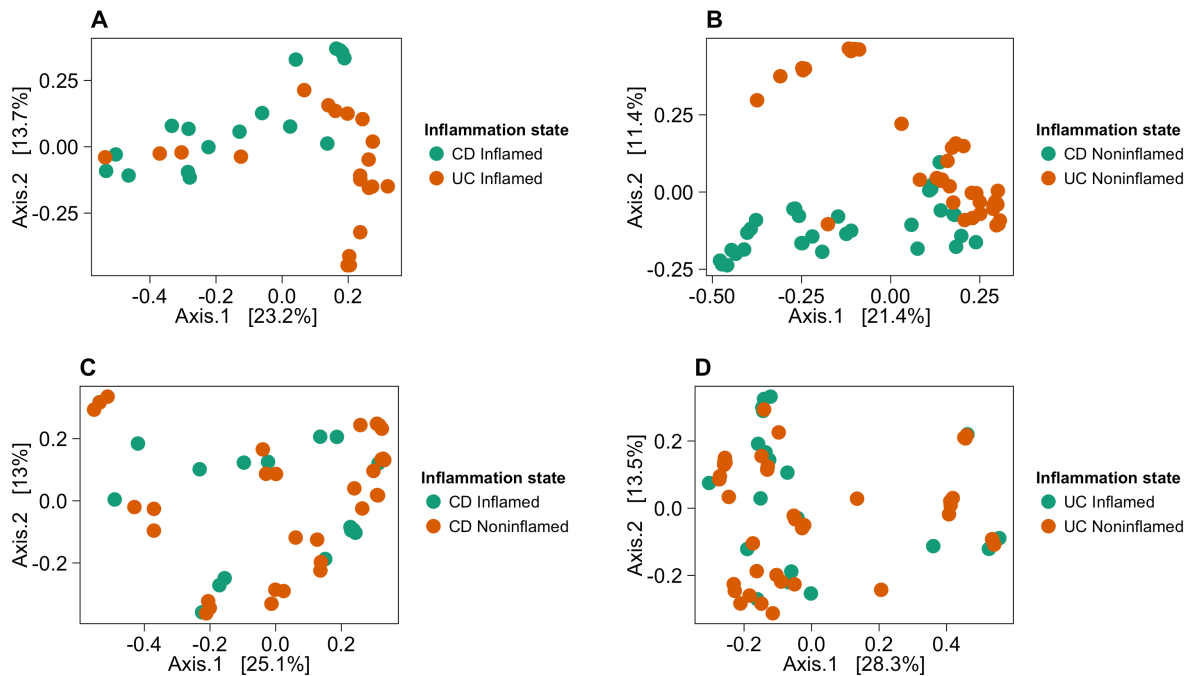 A
0.25
0.00
-0.25
Axis.2 [13.7%]
-0.4 -0.2 0.0 0.2
Axis.1 [23.2%]
Inflammation state
CD Inflamed
UC Inflamed
B
0.25
0.00
-0.25
Axis.2 [11.4%]
-0.50 -0.25 0.00 0.25
Axis.1 [21.4%]
Inflammation state
CD Noninflamed
UC Noninflamed
C
0.2
0.0
-0.2
Axis.2 [13%]
-0.4 -0.2 0.0 0.2
Axis.1 [25.1%]
Inflammation state
CD Inflamed
CD Noninflamed
D
0.2
0.0
-0.2
Axis.2 [13.5%]
-0.2 0.0 0.2 0.4
Axis.1 [28.3%]
Inflammation state
UC Inflamed
UC Noninflamed